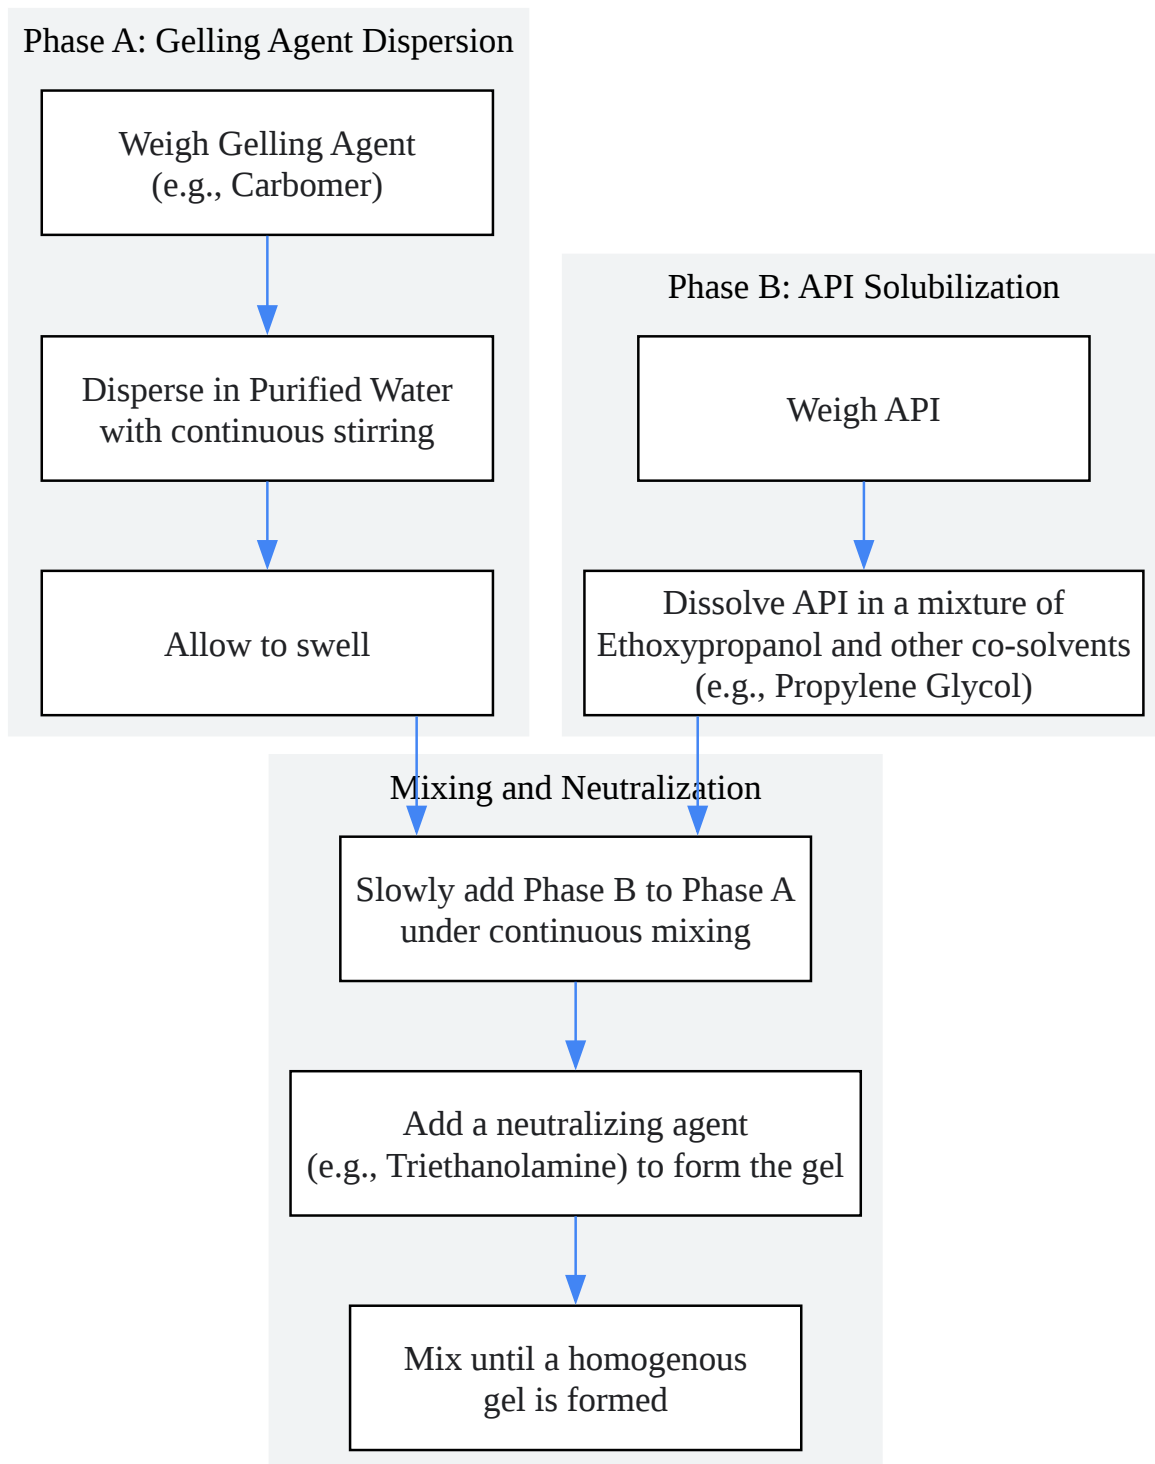 Phase A: Gelling Agent Dispersion
Weigh Gelling Agent
(e.g., Carbomer)
Disperse in Purified Water
with continuous stirring
Allow to swell
Phase B: API Solubilization
Weigh API
Dissolve API in a mixture of
Ethoxypropanol and other co-solvents
(e.g., Propylene Glycol)
Mixing and Neutralization
Slowly add Phase B to Phase A
under continuous mixing
Add a neutralizing agent
(e.g., Triethanolamine) to form the gel
Mix until a homogenous
gel is formed